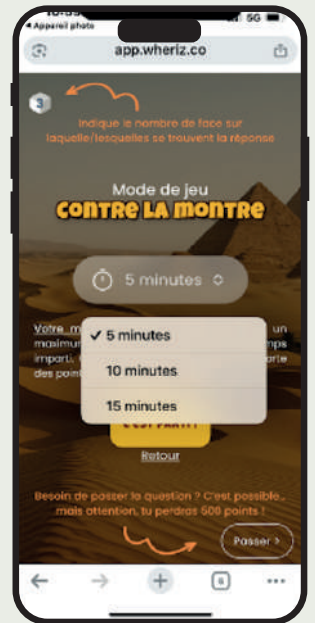 Appareil photo
5G
app.wheriz.co
3
Indique le nombre de face sur
laquelle/lesquelles se trouvent la réponse
Mode de jeu
CONTRE LA MONTRE
5 minutes
Votre m
un
maximu
mps
imparti.
rte
des poin
✓ 5 minutes
10 minutes
15 minutes
C'EST PARTI !
Retour
Besoin de passer la question ? C'est possible..
mais attention, tu perdras 500 points !
Passer >